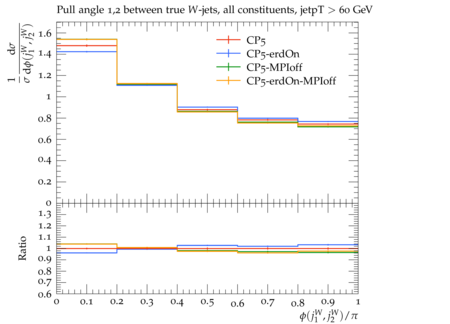 Pull angle 1,2 between true W-jets, all constituents, jetpT > 60 GeV
1/σ dσ/dϕ(j₁ᵂ, j₂ᵂ)
1.6
1.4
1.2
1
0.8
0.6
0.4
0.2
0
CP5
CP5-erdOn
CP5-MPIoff
CP5-erdOn-MPIoff
Ratio
1.3
1.2
1.1
1
0.9
0.8
0.7
0.6
0 0.1 0.2 0.3 0.4 0.5 0.6 0.7 0.8 0.9 1
ϕ(j₁ᵂ, j₂ᵂ)/π